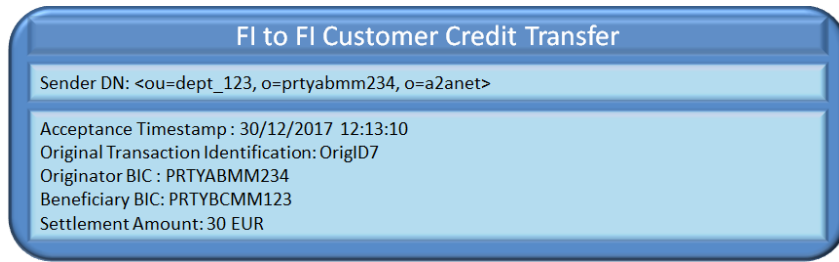 FI to FI Customer Credit Transfer
Sender DN: <ou=dept_123, o=prtyabmm234, o=a2anet>
Acceptance Timestamp : 30/12/2017 12:13:10
Original Transaction Identification: OrigID7
Originator BIC : PRTYABMM234
Beneficiary BIC: PRTYBCMM123
Settlement Amount: 30 EUR